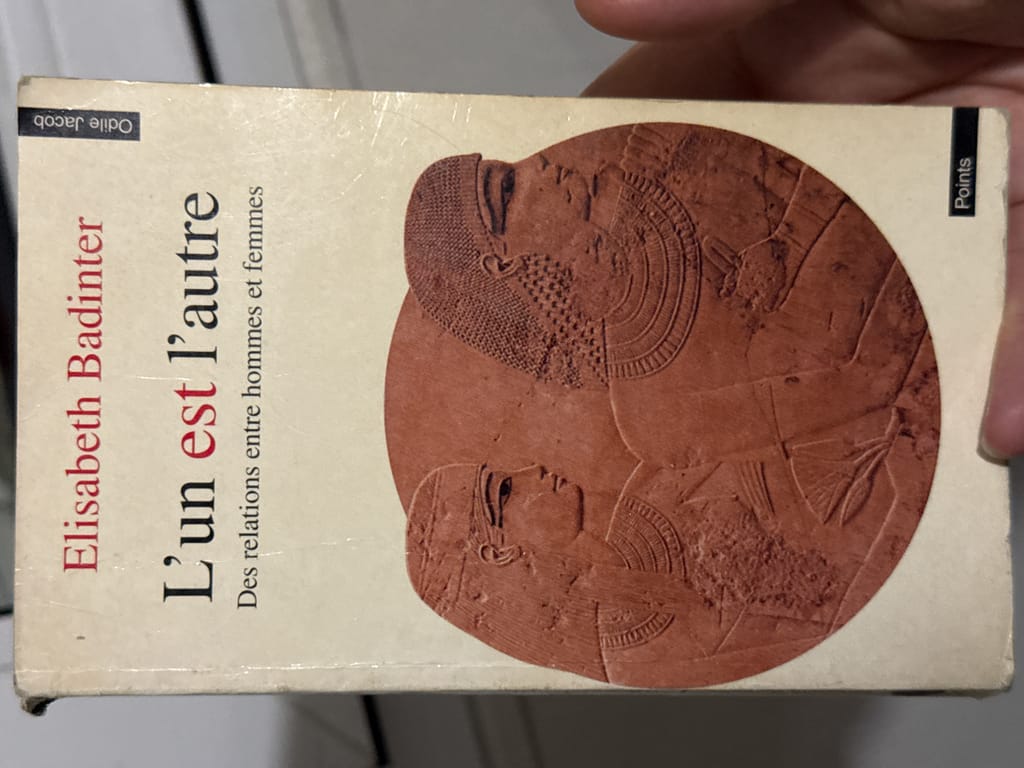 Odile Jacob
Elisabeth Badinter
L'un est l'autre
Des relations entre hommes et femmes
Points